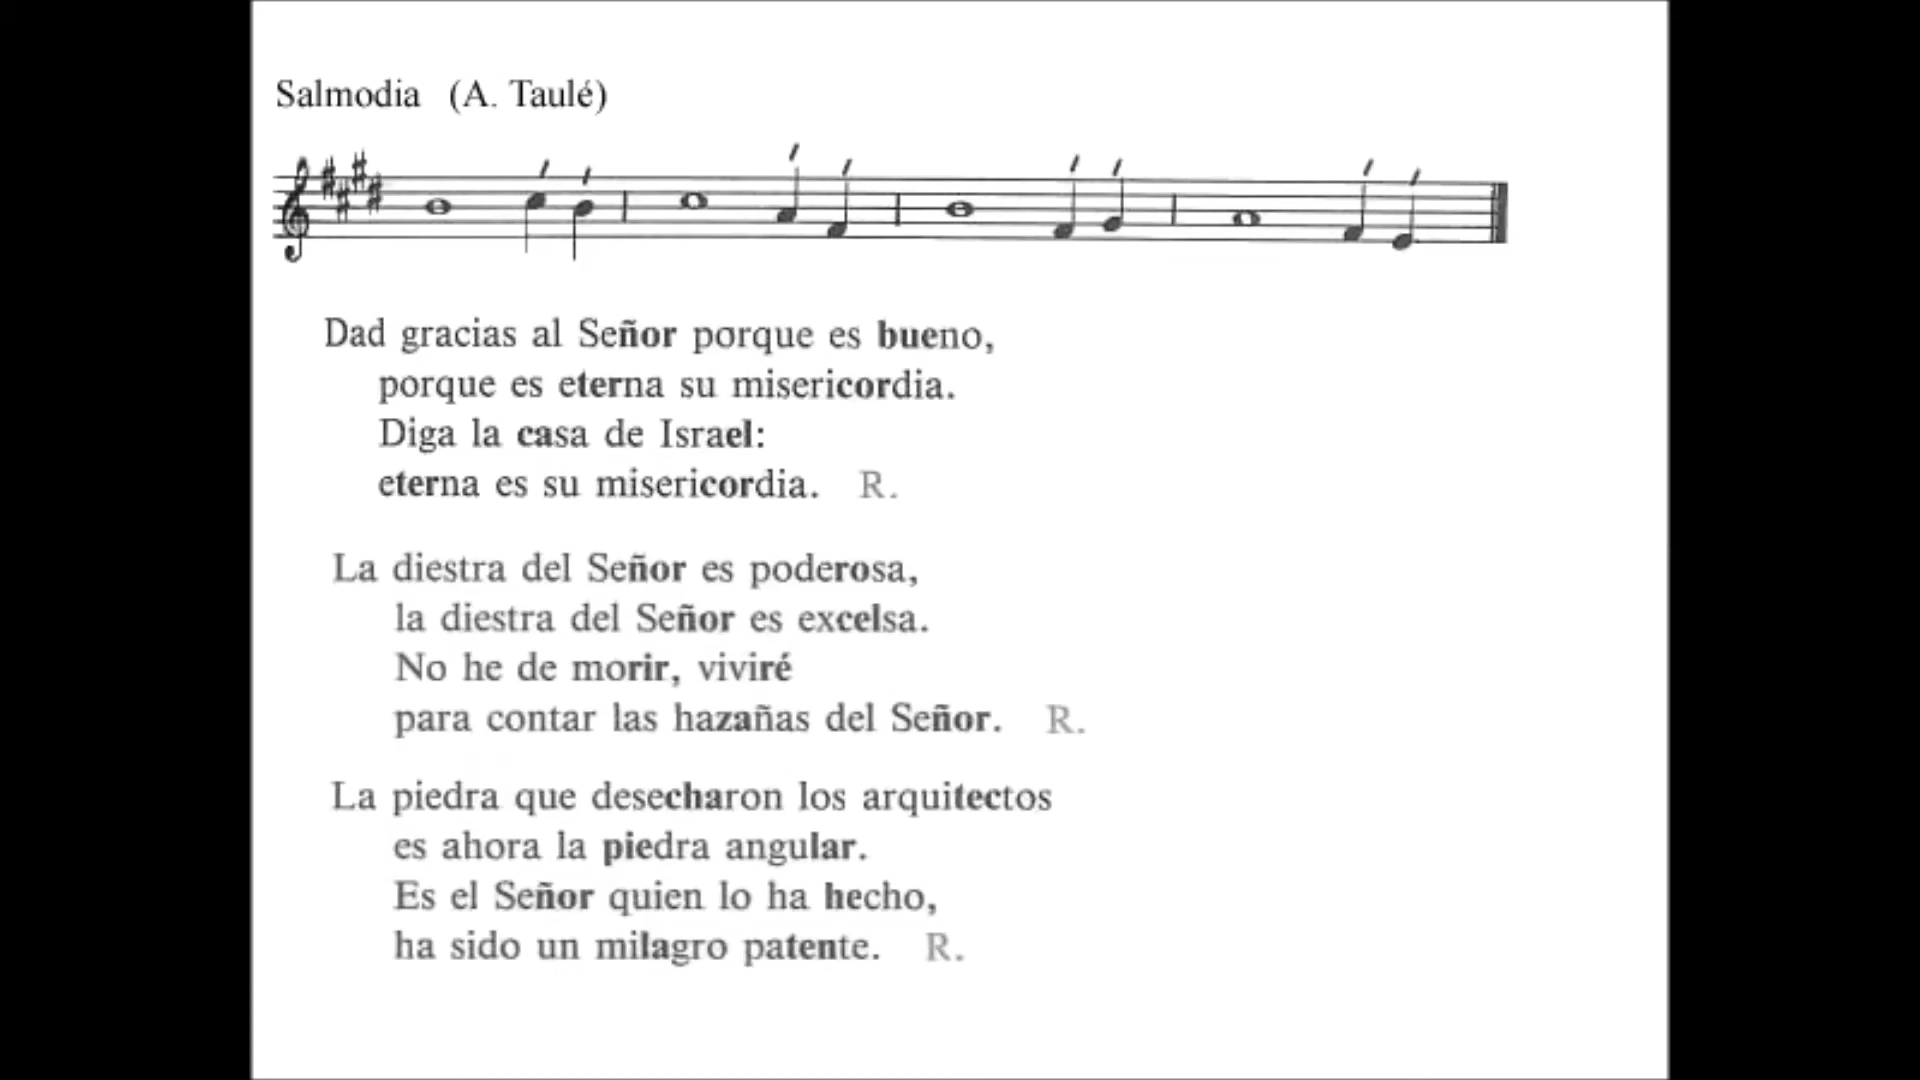 Salmodia (A. Taulé)
Dad gracias al Señor porque es bueno,
porque es eterna su misericordia.
Diga la casa de Israel:
eterna es su misericordia. R.
La diestra del Señor es poderosa,
la diestra del Señor es excelsa.
No he de morir, viviré
para contar las hazañas del Señor. R.
La piedra que desecharon los arquitectos
es ahora la piedra angular.
Es el Señor quien lo ha hecho,
ha sido un milagro patente. R.